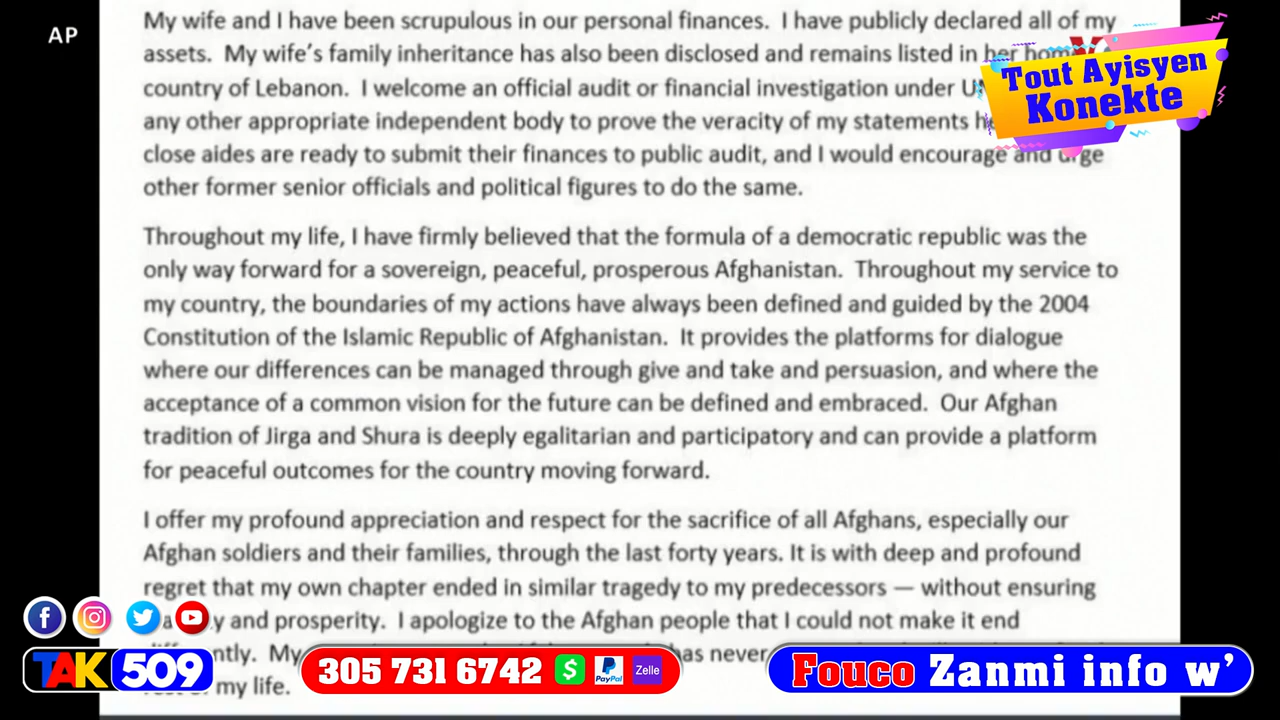 AP
My wife and I have been scrupulous in our personal finances.  I have publicly declared all of my
assets.  My wife's family inheritance has also been disclosed and remains listed in her home
country of Lebanon.  I welcome an official audit or financial investigation under
any other appropriate independent body to prove the veracity of my statements
close aides are ready to submit their finances to public audit, and I would encourage and urge
other former senior officials and political figures to do the same.
Throughout my life, I have firmly believed that the formula of a democratic republic was the
only way forward for a sovereign, peaceful, prosperous Afghanistan.  Throughout my service to
my country, the boundaries of my actions have always been defined and guided by the 2004
Constitution of the Islamic Republic of Afghanistan.  It provides the platforms for dialogue
where our differences can be managed through give and take and persuasion, and where the
acceptance of a common vision for the future can be defined and embraced.  Our Afghan
tradition of Jirga and Shura is deeply egalitarian and participatory and can provide a platform
for peaceful outcomes for the country moving forward.
I offer my profound appreciation and respect for the sacrifice of all Afghans, especially our
Afghan soldiers and their families, through the last forty years. It is with deep and profound
regret that my own chapter ended in similar tragedy to my predecessors — without ensuring
and prosperity.  I apologize to the Afghan people that I could not make it end
My has never
my life.
Tout Ayisyen
Konekte
TAK 509
305 731 6742
$ PayPal Zelle
Fouco Zanmi info w'